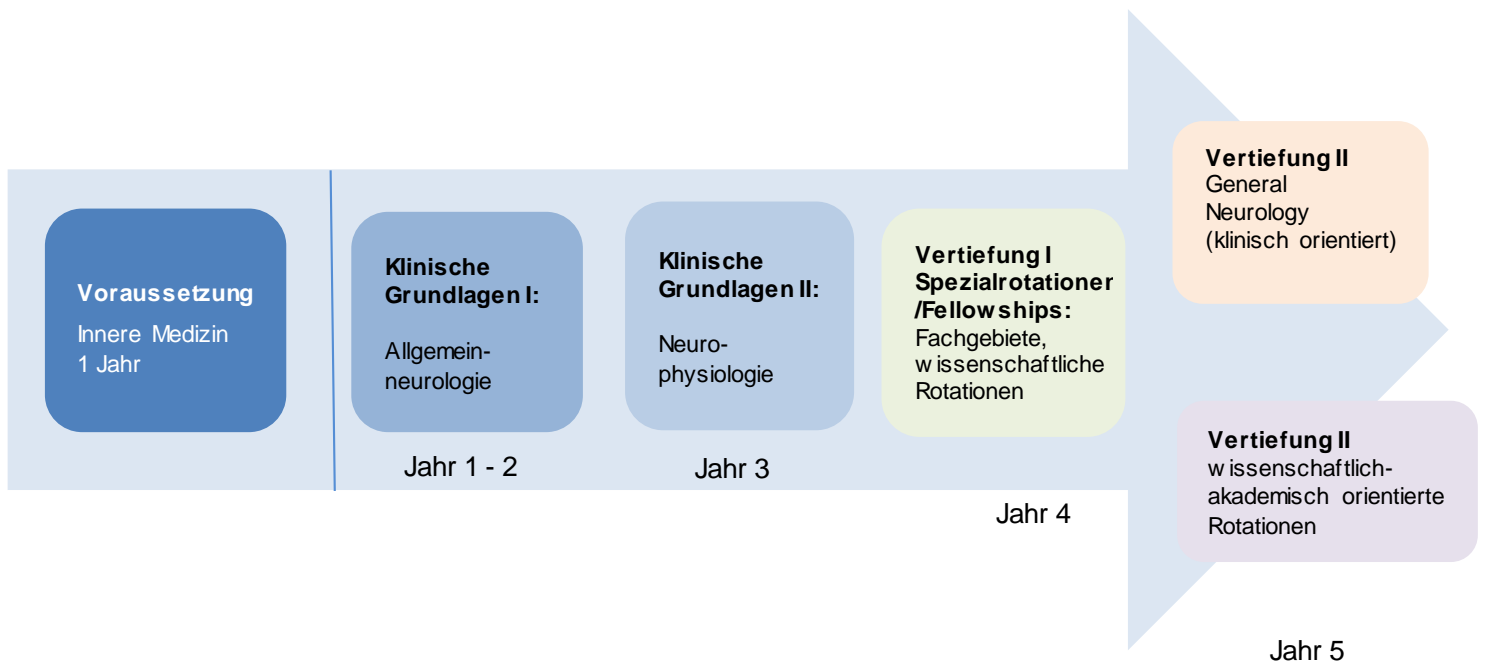 Voraussetzung
Innere Medizin
1 Jahr
Klinische
Grundlagen I:
Allgemein-
neurologie
Jahr 1 - 2
Klinische
Grundlagen II:
Neuro-
physiologie
Jahr 3
Vertiefung I
Spezialrotationen
/Fellowships:
Fachgebiete,
wissenschaftliche
Rotationen
Jahr 4
Vertiefung II
General
Neurology
(klinisch orientiert)
Vertiefung II
wissenschaftlich-
akademisch orientierte
Rotationen
Jahr 5